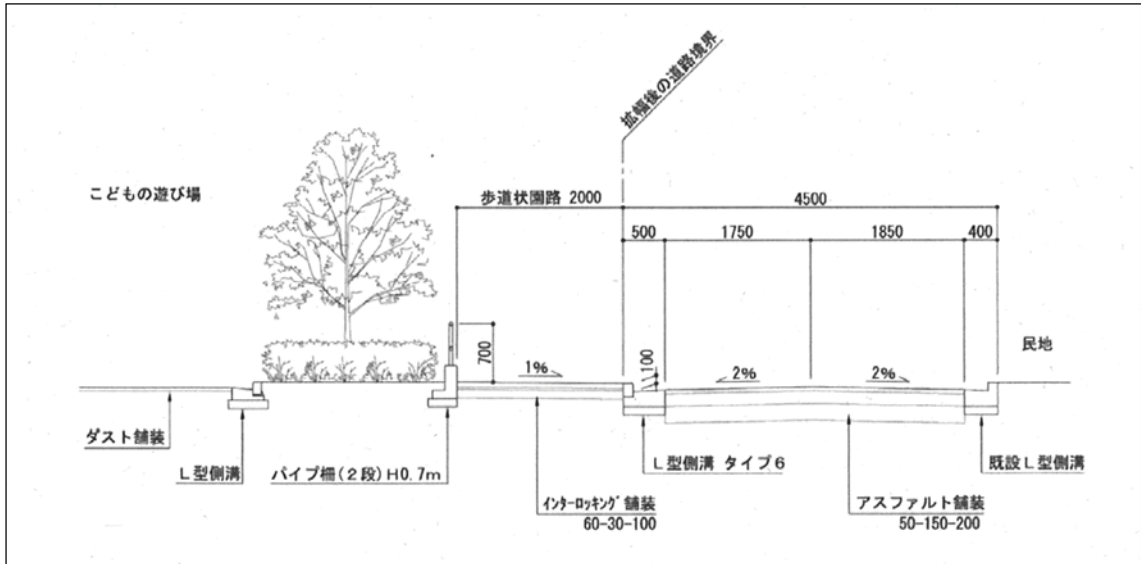 拡幅後の道路境界
こどもの遊び場
歩道状園路 2000
4500
500
1750
1850
400
700
1%
100
2%
2%
民地
ダスト舗装
L型側溝
パイプ柵(2段)H0.7m
L型側溝 タイプ6
既設L型側溝
インターロッキング舗装
60-30-100
アスファルト舗装
50-150-200